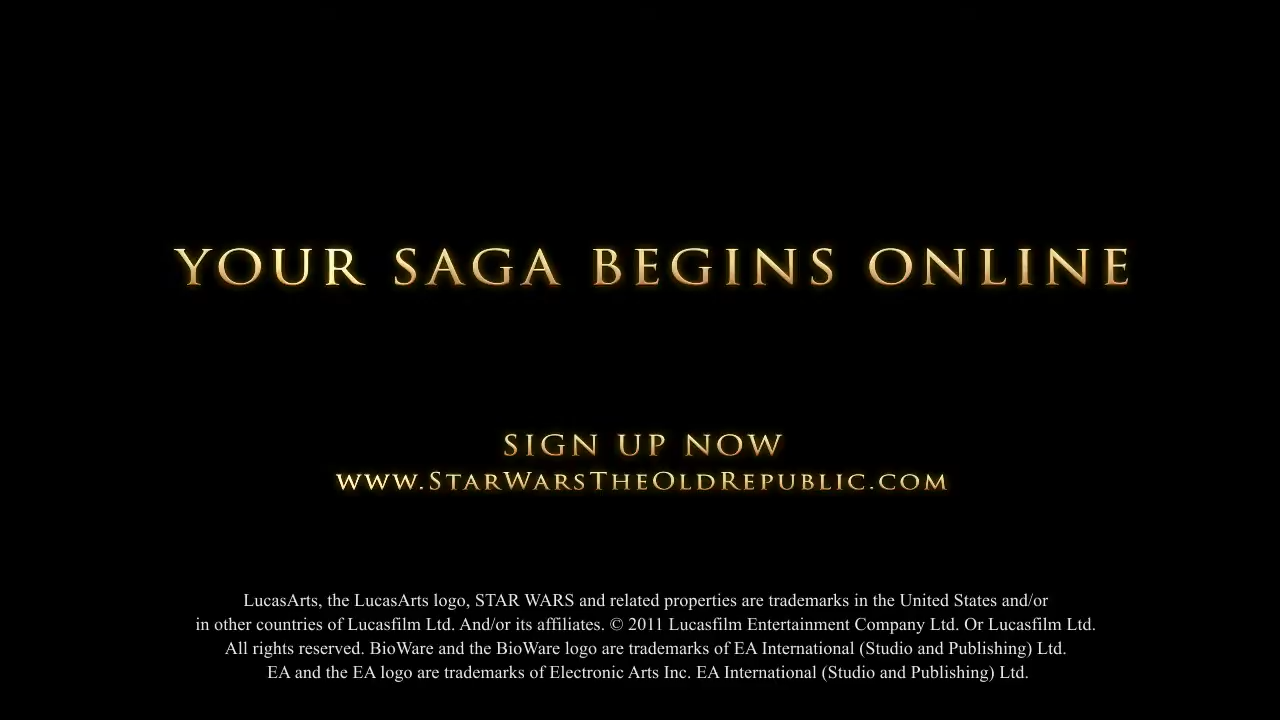 YOUR SAGA BEGINS ONLINE
SIGN UP NOW
WWW.STARWARSTHEOLDREPUBLIC.COM
LucasArts, the LucasArts logo, STAR WARS and related properties are trademarks in the United States and/or
in other countries of Lucasfilm Ltd. And/or its affiliates. © 2011 Lucasfilm Entertainment Company Ltd. Or Lucasfilm Ltd.
All rights reserved. BioWare and the BioWare logo are trademarks of EA International (Studio and Publishing) Ltd.
EA and the EA logo are trademarks of Electronic Arts Inc. EA International (Studio and Publishing) Ltd.